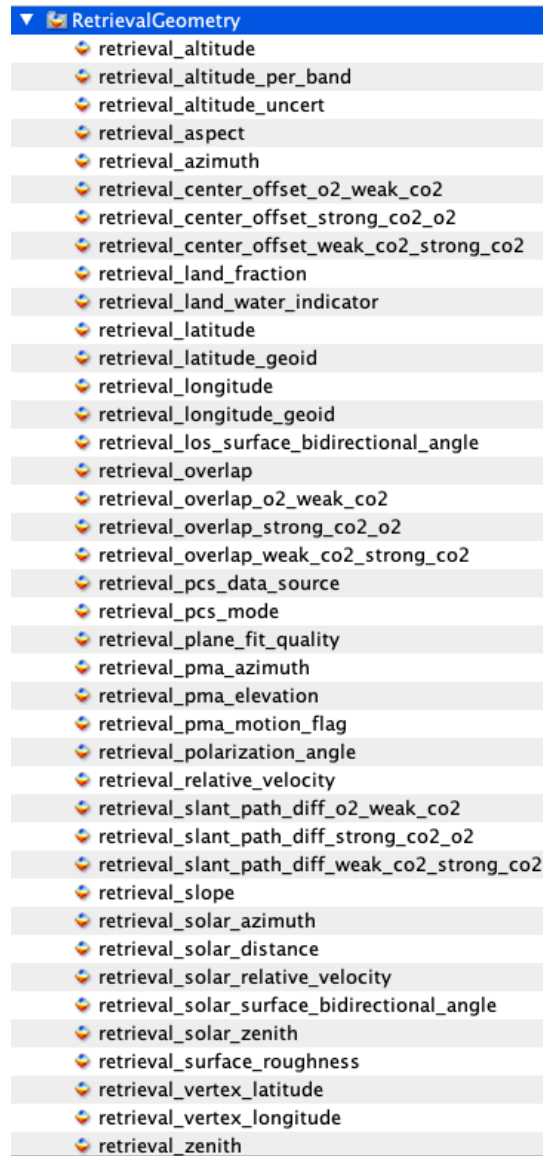 RetrievalGeometry
retrieval_altitude
retrieval_altitude_per_band
retrieval_altitude_uncert
retrieval_aspect
retrieval_azimuth
retrieval_center_offset_o2_weak_co2
retrieval_center_offset_strong_co2_o2
retrieval_center_offset_weak_co2_strong_co2
retrieval_land_fraction
retrieval_land_water_indicator
retrieval_latitude
retrieval_latitude_geoid
retrieval_longitude
retrieval_longitude_geoid
retrieval_los_surface_bidirectional_angle
retrieval_overlap
retrieval_overlap_o2_weak_co2
retrieval_overlap_strong_co2_o2
retrieval_overlap_weak_co2_strong_co2
retrieval_pcs_data_source
retrieval_pcs_mode
retrieval_plane_fit_quality
retrieval_pma_azimuth
retrieval_pma_elevation
retrieval_pma_motion_flag
retrieval_polarization_angle
retrieval_relative_velocity
retrieval_slant_path_diff_o2_weak_co2
retrieval_slant_path_diff_strong_co2_o2
retrieval_slant_path_diff_weak_co2_strong_co2
retrieval_slope
retrieval_solar_azimuth
retrieval_solar_distance
retrieval_solar_relative_velocity
retrieval_solar_surface_bidirectional_angle
retrieval_solar_zenith
retrieval_surface_roughness
retrieval_vertex_latitude
retrieval_vertex_longitude
retrieval_zenith